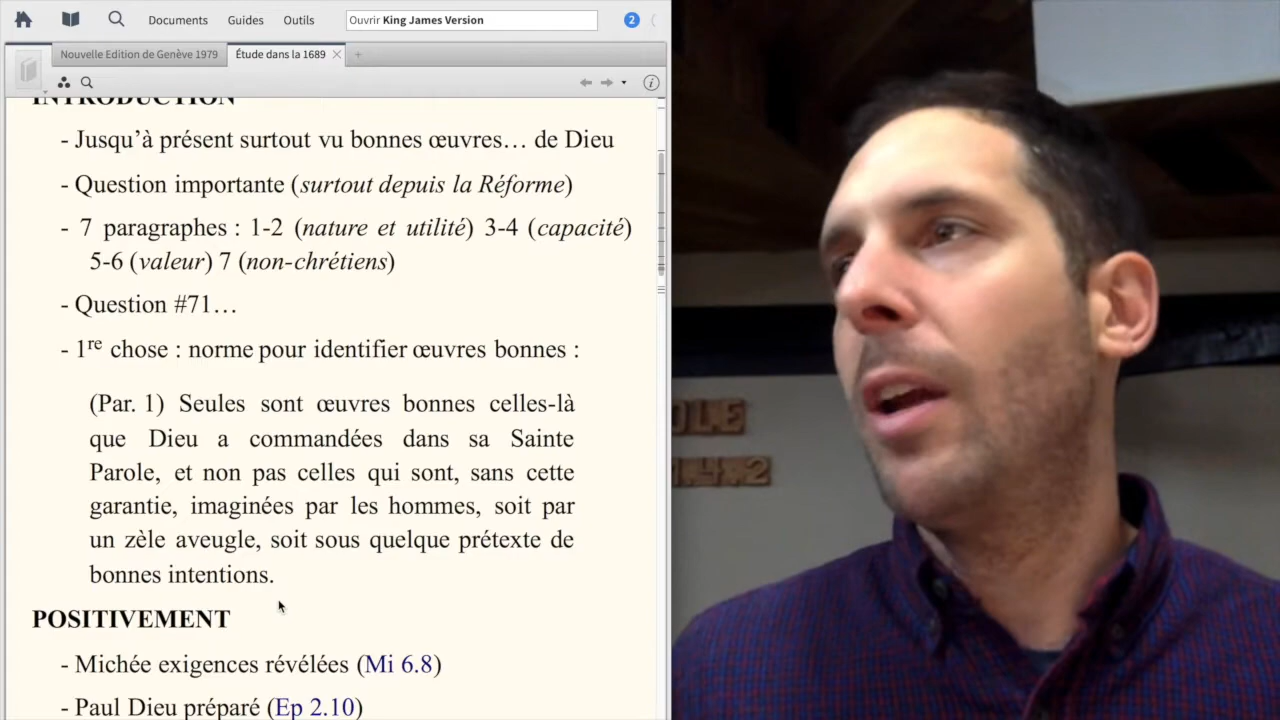 Documents Guides Outils Ouvrir King James Version 2
Nouvelle Edition de Genève 1979 Étude dans la 1689
INTRODUCTION
- Jusqu'à présent surtout vu bonnes œuvres… de Dieu
- Question importante (surtout depuis la Réforme)
- 7 paragraphes : 1-2 (nature et utilité) 3-4 (capacité)
5-6 (valeur) 7 (non-chrétiens)
- Question #71…
- 1re chose : norme pour identifier œuvres bonnes :
(Par. 1) Seules sont œuvres bonnes celles-là
que Dieu a commandées dans sa Sainte
Parole, et non pas celles qui sont, sans cette
garantie, imaginées par les hommes, soit par
un zèle aveugle, soit sous quelque prétexte de
bonnes intentions.
POSITIVEMENT
- Michée exigences révélées (Mi 6.8)
- Paul Dieu préparé (Ep 2.10)
OLE
14.2